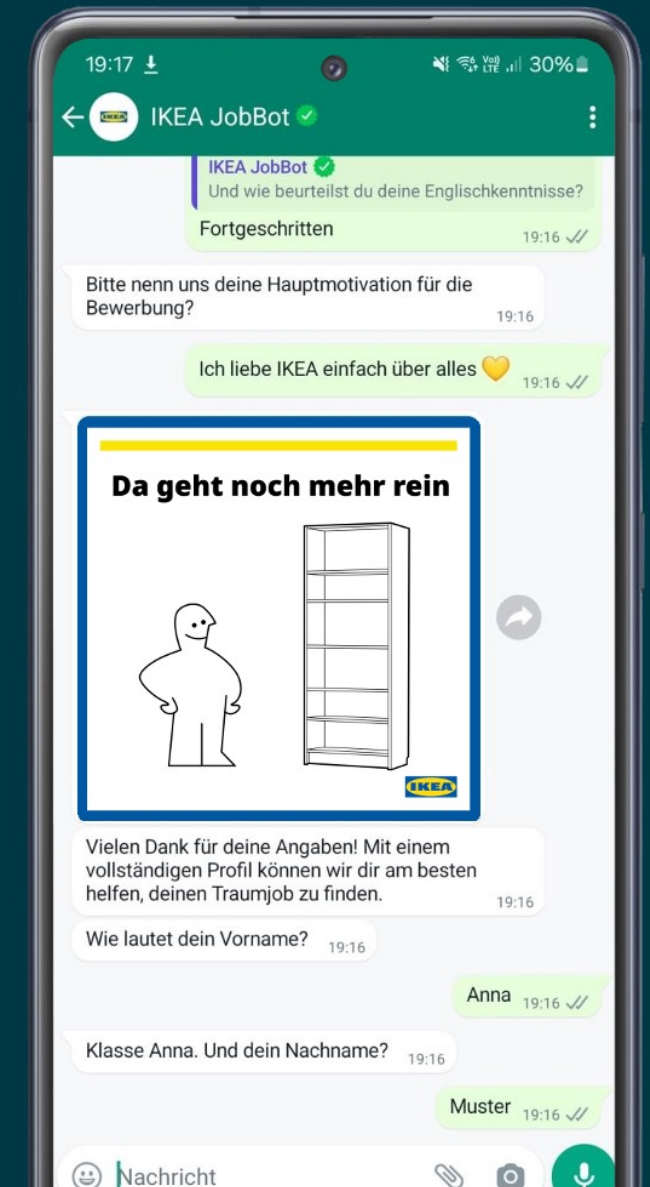 19:17
Vo)) LTE 30%
IKEA
IKEA JobBot
IKEA JobBot
Und wie beurteilst du deine Englischkenntnisse?
Fortgeschritten
19:16
Bitte nenn uns deine Hauptmotivation für die
Bewerbung?
19:16
Ich liebe IKEA einfach über alles 💛
19:16
Da geht noch mehr rein
IKEA
Vielen Dank für deine Angaben! Mit einem
vollständigen Profil können wir dir am besten
helfen, deinen Traumjob zu finden.
19:16
Wie lautet dein Vorname? 19:16
Anna 19:16
Klasse Anna. Und dein Nachname? 19:16
Muster 19:16
Nachricht